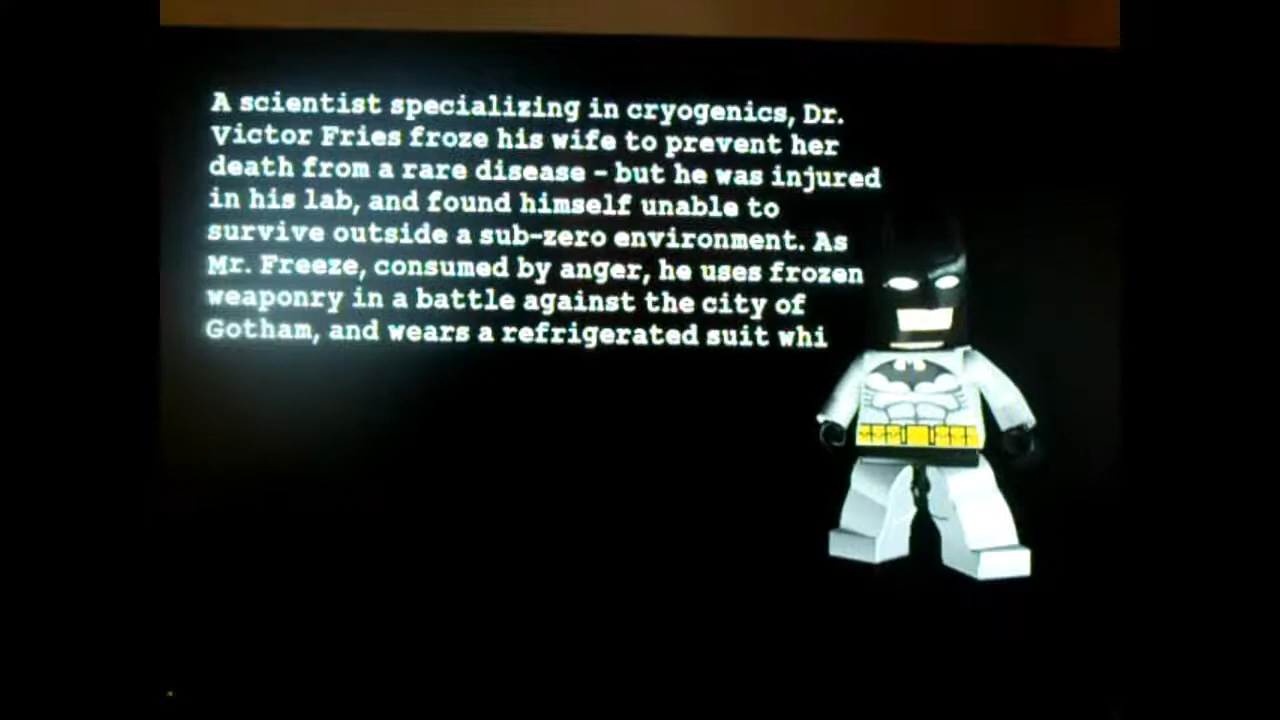 A scientist specializing in cryogenics, Dr.
Victor Fries froze his wife to prevent her
death from a rare disease - but he was injured
in his lab, and found himself unable to
survive outside a sub-zero environment. As
Mr. Freeze, consumed by anger, he uses frozen
weaponry in a battle against the city of
Gotham, and wears a refrigerated suit whi